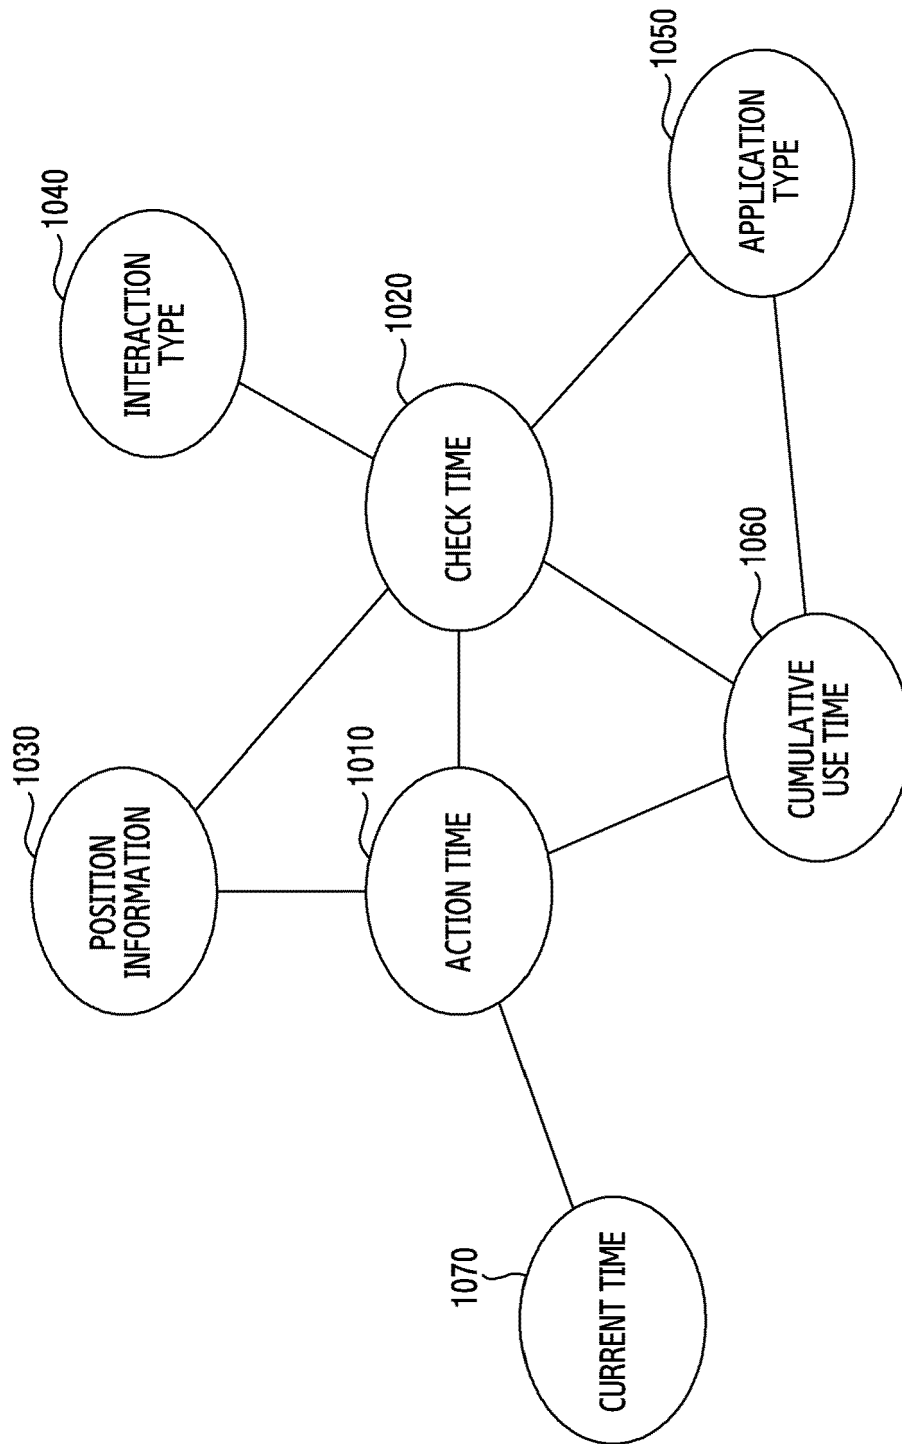 1030
POSITION
INFORMATION
1040
INTERACTION
TYPE
1010
ACTION TIME
1020
CHECK TIME
1070
CURRENT TIME
1060
CUMULATIVE
USE TIME
1050
APPLICATION
TYPE